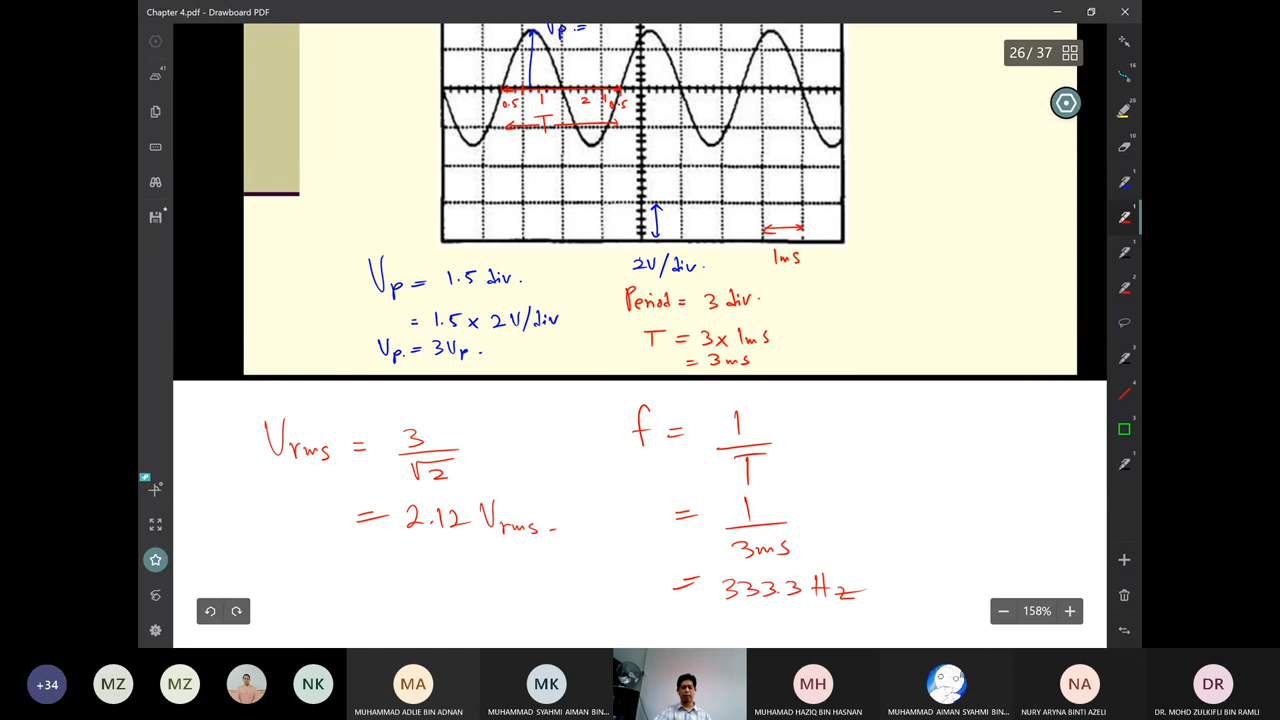 Chapter 4.pdf - Drawboard PDF
26 / 37
Vp =
0.5 1 2 0.5
T
1ms
2V/div.
Vp = 1.5 div.
= 1.5 × 2V/div
Vp. = 3Vp.
Period = 3 div.
T = 3 × 1ms
= 3ms
Vrms = 3/√2
= 2.12 Vrms.
f = 1/T
= 1/3ms
= 333.3 Hz
158%
+34
MZ
MZ
NK
MA
MUHAMMAD ADLIE BIN ADNAN
MK
MUHAMMAD SYAHMI AIMAN BIN...
MH
MUHAMAD HAZIQ BIN HASNAN
MUHAMMAD AIMAN SYAHMI BIN...
NA
NURY ARYNA BINTI AZELI
DR
DR. MOHD ZULKIFLI BIN RAMLI